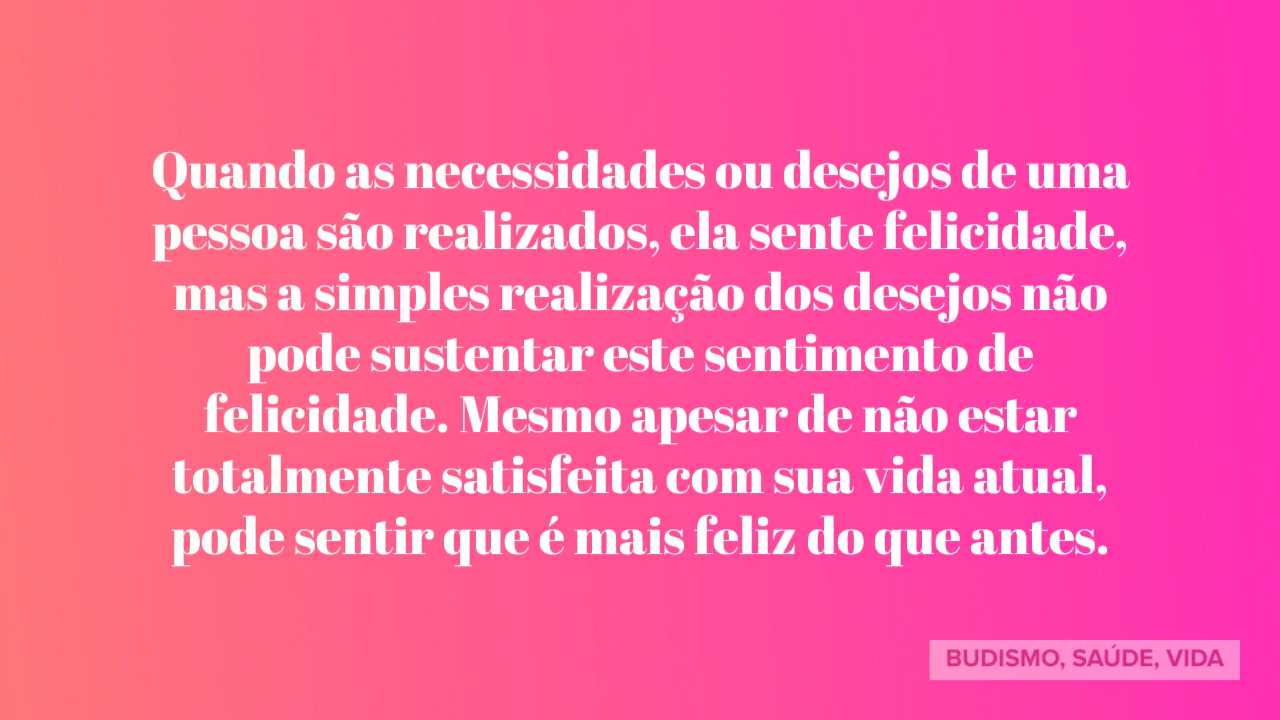 Quando as necessidades ou desejos de uma
pessoa são realizados, ela sente felicidade,
mas a simples realização dos desejos não
pode sustentar este sentimento de
felicidade. Mesmo apesar de não estar
totalmente satisfeita com sua vida atual,
pode sentir que é mais feliz do que antes.
BUDISMO, SAÚDE, VIDA